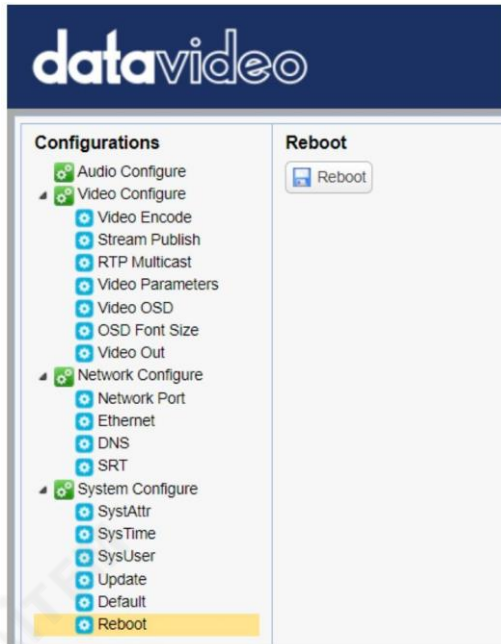 datavideo
Configurations
Audio Configure
Video Configure
Video Encode
Stream Publish
RTP Multicast
Video Parameters
Video OSD
OSD Font Size
Video Out
Network Configure
Network Port
Ethernet
DNS
SRT
System Configure
SystAttr
SysTime
SysUser
Update
Default
Reboot
Reboot
Reboot